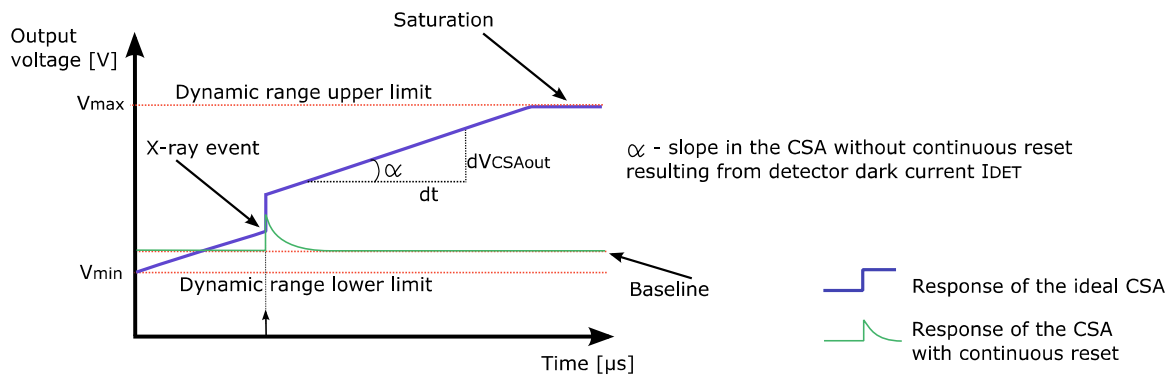 Saturation
Output
voltage [V]
Vmax
Dynamic range upper limit
X-ray event
α
dVCSAout
dt
α - slope in the CSA without continuous reset
resulting from detector dark current IDET
Vmin
Dynamic range lower limit
Baseline
Time [µs]
Response of the ideal CSA
Response of the CSA
with continuous reset